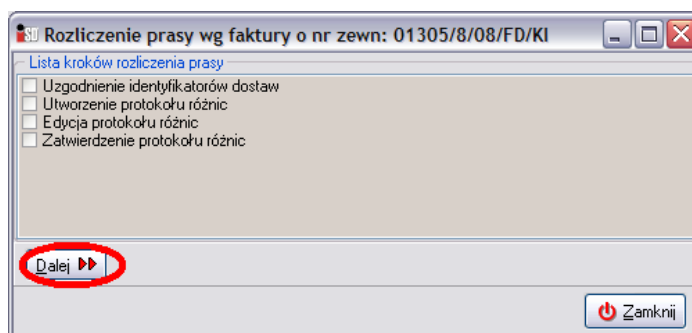 Rozliczenie prasy wg faktury o nr zewn: 01305/8/08/FD/KI
Lista kroków rozliczenia prasy
Uzgodnienie identyfikatorów dostaw
Utworzenie protokołu różnic
Edycja protokołu różnic
Zatwierdzenie protokołu różnic
Dalej
Zamknij